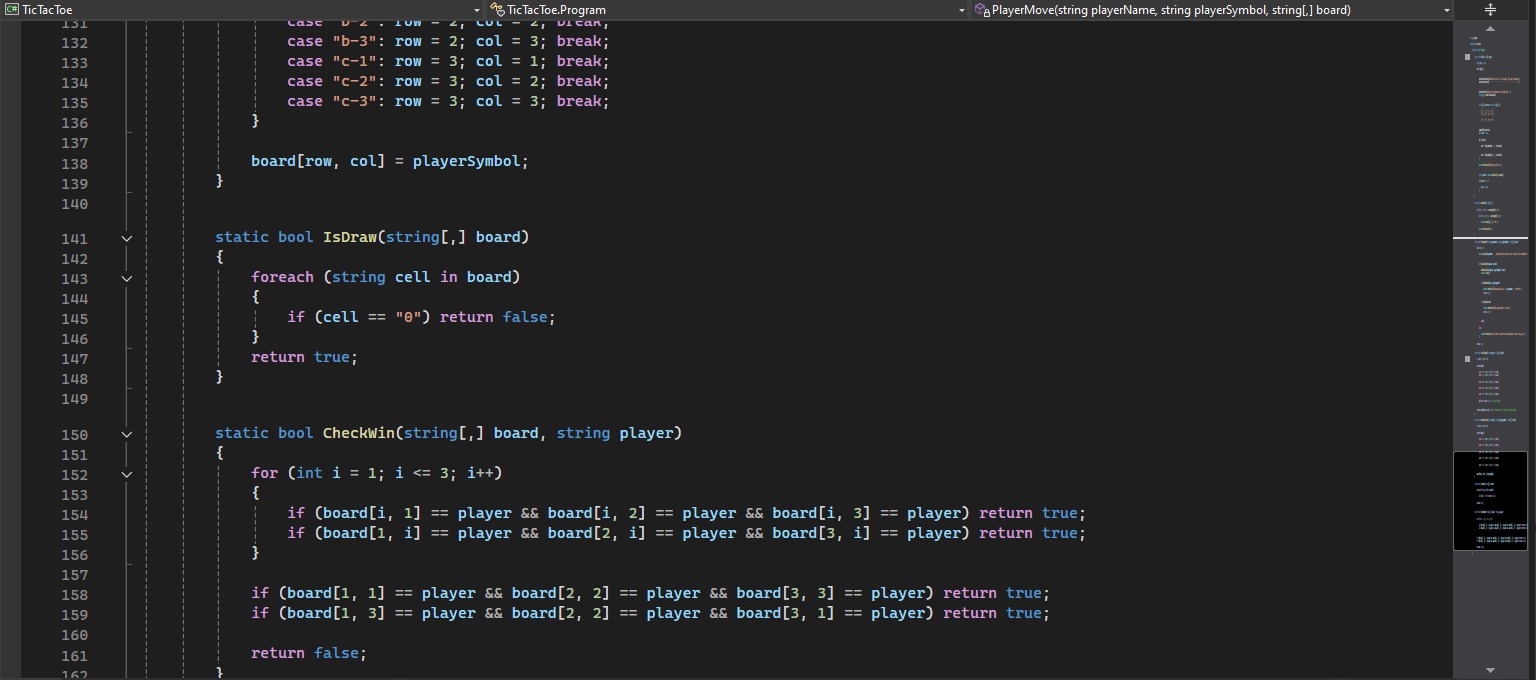 C# TicTacToe
TicTacToe.Program
PlayerMove(string playerName, string playerSymbol, string[,] board)
131 case "b-2": row = 2; col = 2; break;
132 case "b-3": row = 2; col = 3; break;
133 case "c-1": row = 3; col = 1; break;
134 case "c-2": row = 3; col = 2; break;
135 case "c-3": row = 3; col = 3; break;
136 }
137
138 board[row, col] = playerSymbol;
139 }
140
141 static bool IsDraw(string[,] board)
142 {
143 foreach (string cell in board)
144 {
145 if (cell == "0") return false;
146 }
147 return true;
148 }
149
150 static bool CheckWin(string[,] board, string player)
151 {
152 for (int i = 1; i <= 3; i++)
153 {
154 if (board[i, 1] == player && board[i, 2] == player && board[i, 3] == player) return true;
155 if (board[1, i] == player && board[2, i] == player && board[3, i] == player) return true;
156 }
157
158 if (board[1, 1] == player && board[2, 2] == player && board[3, 3] == player) return true;
159 if (board[1, 3] == player && board[2, 2] == player && board[3, 1] == player) return true;
160
161 return false;
162 }